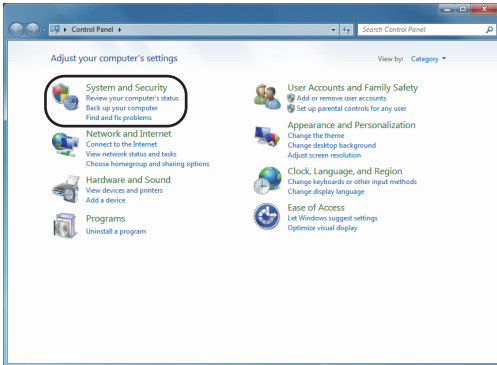 Control Panel
Search Control Panel
Adjust your computer's settings
View by: Category
System and Security
Review your computer's status
Back up your computer
Find and fix problems
Network and Internet
Connect to the Internet
View network status and tasks
Choose homegroup and sharing options
Hardware and Sound
View devices and printers
Add a device
Programs
Uninstall a program
User Accounts and Family Safety
Add or remove user accounts
Set up parental controls for any user
Appearance and Personalization
Change the theme
Change desktop background
Adjust screen resolution
Clock, Language, and Region
Change keyboards or other input methods
Change display language
Ease of Access
Let Windows suggest settings
Optimize visual display